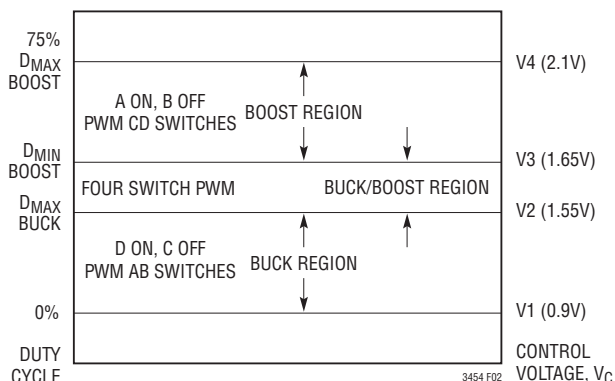 75%
DMAX
BOOST
V4 (2.1V)
A ON, B OFF
PWM CD SWITCHES
BOOST REGION
DMIN
BOOST
V3 (1.65V)
FOUR SWITCH PWM
BUCK/BOOST REGION
DMAX
BUCK
V2 (1.55V)
D ON, C OFF
PWM AB SWITCHES
BUCK REGION
0%
V1 (0.9V)
DUTY
CYCLE
3454 F02
CONTROL
VOLTAGE, VC